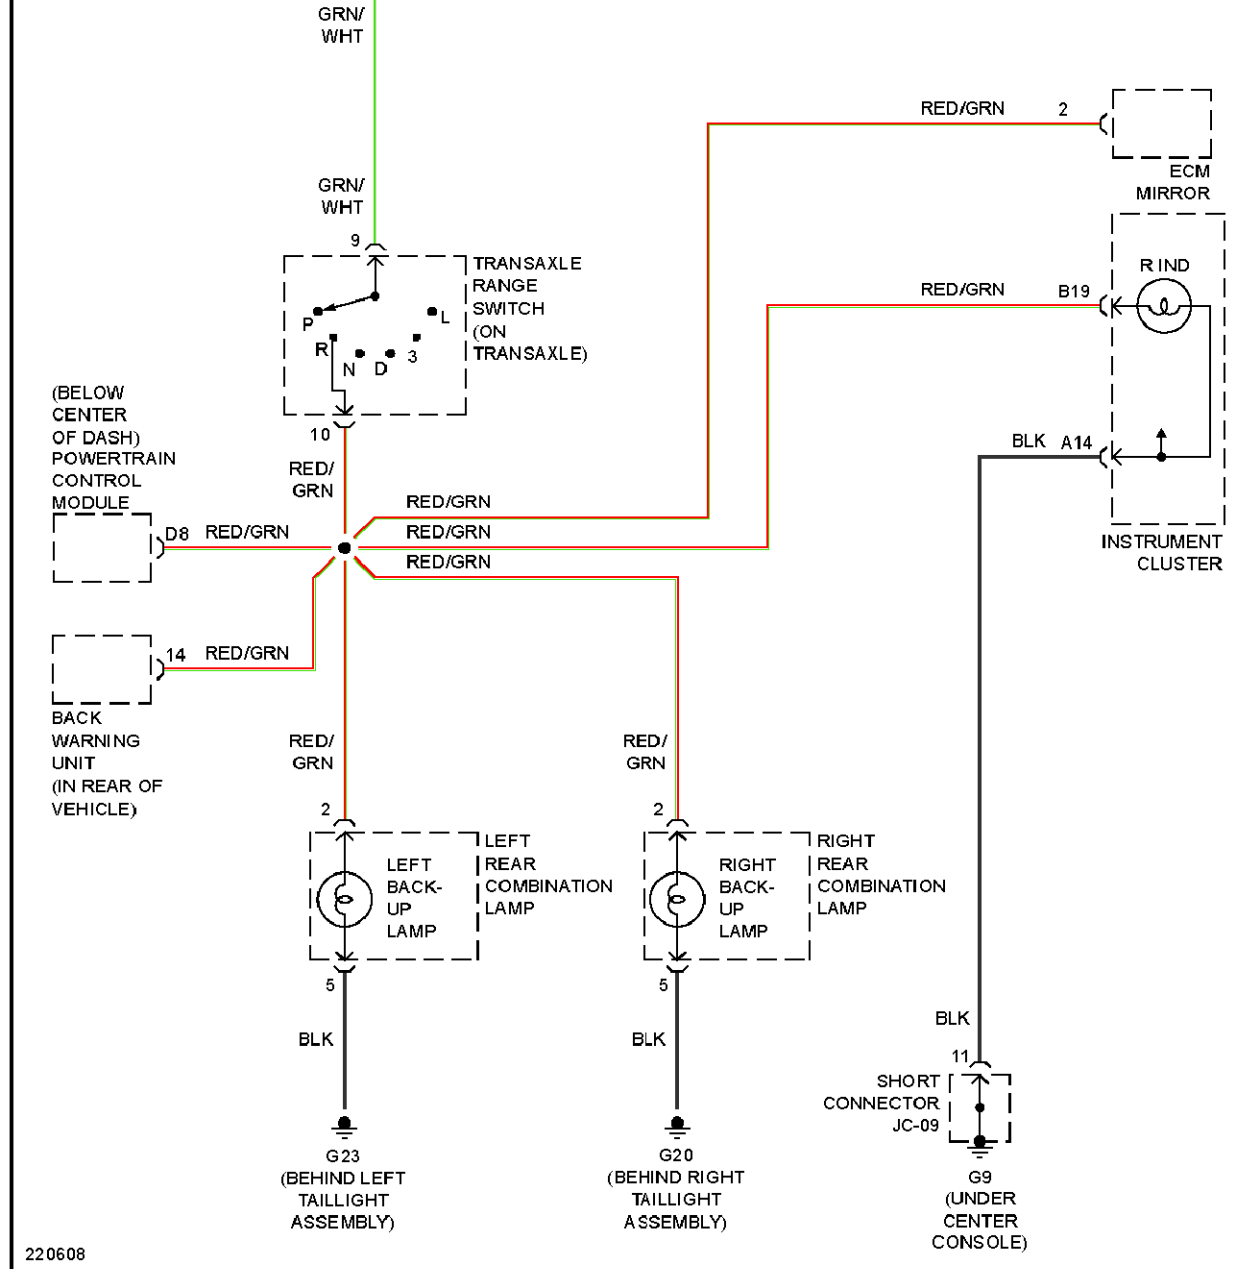 GRN/
WHT
RED/GRN
2
ECM
MIRROR
GRN/
WHT
9
TRANSAXLE
RANGE
SWITCH
(ON
TRANSAXLE)
P
R
N
D
3
L
10
R IND
RED/GRN
B19
BLK
A14
INSTRUMENT
CLUSTER
(BELOW
CENTER
OF DASH)
POWERTRAIN
CONTROL
MODULE
RED/
GRN
D8
RED/GRN
RED/GRN
RED/GRN
RED/GRN
14
RED/GRN
BACK
WARNING
UNIT
(IN REAR OF
VEHICLE)
RED/
GRN
2
LEFT
BACK-
UP
LAMP
LEFT
REAR
COMBINATION
LAMP
5
BLK
G23
(BEHIND LEFT
TAILLIGHT
ASSEMBLY)
RED/
GRN
2
RIGHT
BACK-
UP
LAMP
RIGHT
REAR
COMBINATION
LAMP
5
BLK
G20
(BEHIND RIGHT
TAILLIGHT
ASSEMBLY)
BLK
11
SHORT
CONNECTOR
JC-09
G9
(UNDER
CENTER
CONSOLE)
220608